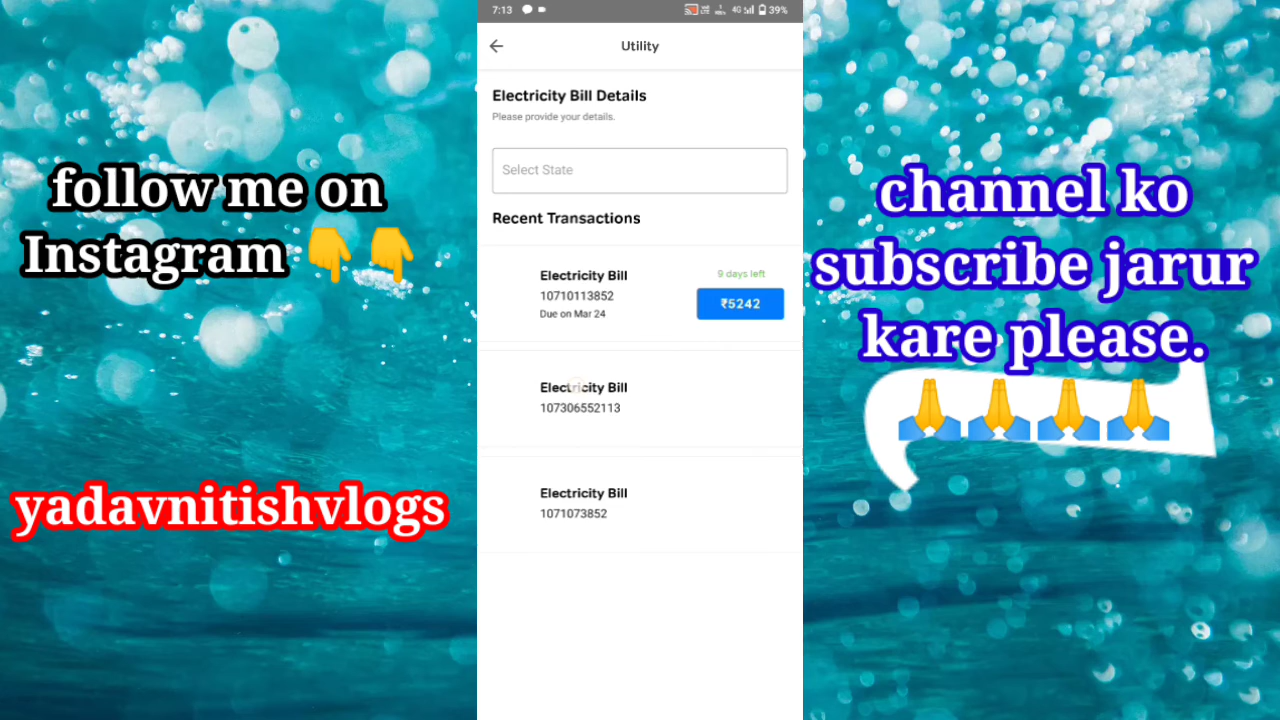 7:13
4G
39%
Utility
Electricity Bill Details
Please provide your details.
Select State
Recent Transactions
Electricity Bill
9 days left
10710113852
₹5242
Due on Mar 24
Electricity Bill
107306552113
Electricity Bill
1071073852
follow me on
Instagram 👇👇
yadavnitishvlogs
channel ko
subscribe jarur
kare please.
🙏🙏🙏🙏